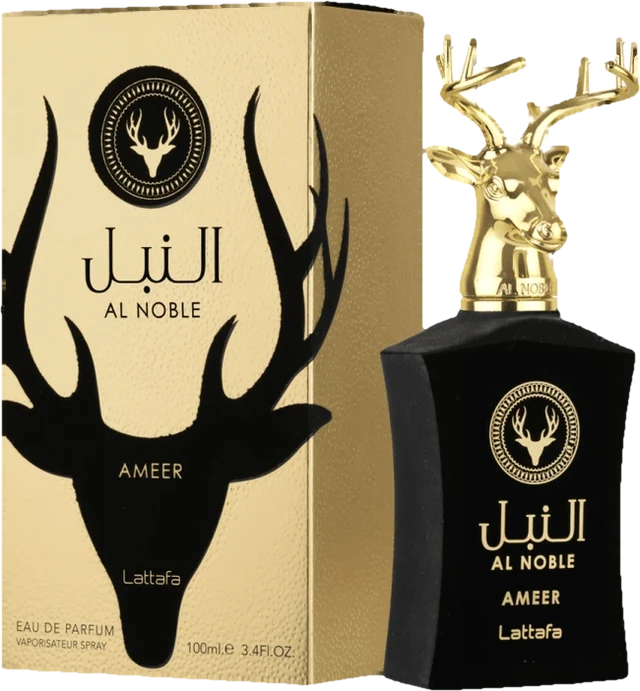 النبل
AL NOBLE
AMEER
Lattafa
EAU DE PARFUM
VAPORISATEUR SPRAY
100ml.e 3.4FL.OZ.
AL NOBLE
النبل
AL NOBLE
AMEER
Lattafa